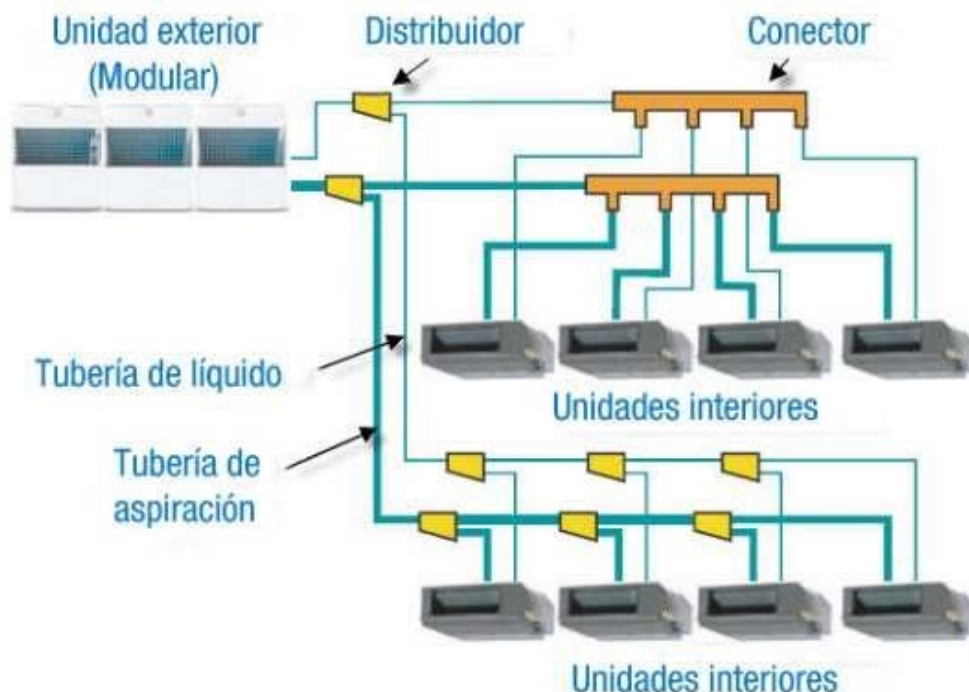 Unidad exterior
(Modular)
Distribuidor
Conector
Tubería de líquido
Unidades interiores
Tubería de
aspiración
Unidades interiores